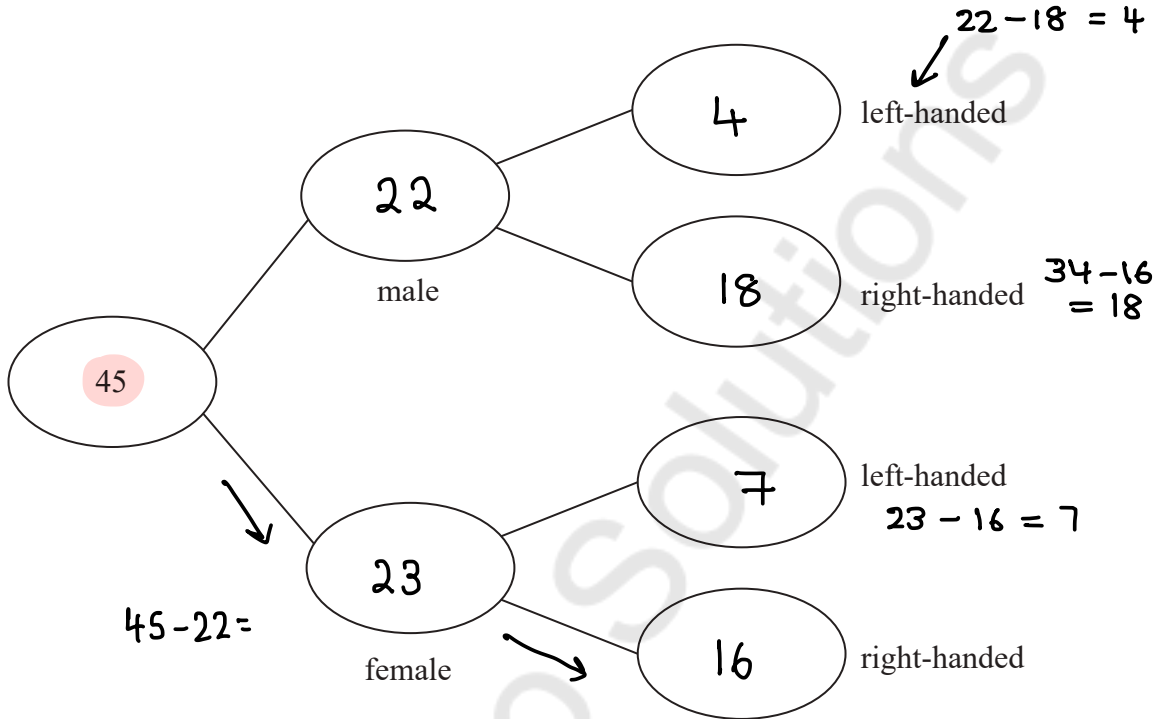 22 - 18 = 4
4
left-handed
22
male
18
right-handed
34 - 16
= 18
45
7
left-handed
23 - 16 = 7
23
45 - 22 =
female
16
right-handed
Solutions